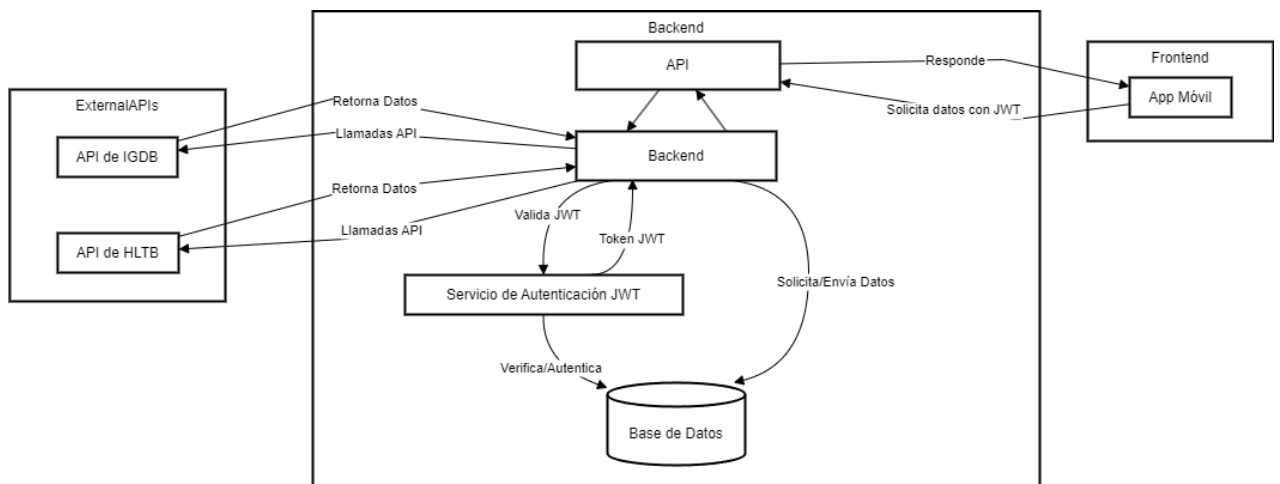 Backend
API
Responde
Frontend
App Móvil
Solicita datos con JWT
ExternalAPIs
Retorna Datos
Llamadas API
API de IGDB
Backend
Retorna Datos
Llamadas API
API de HLTB
Valida JWT
Token JWT
Servicio de Autenticación JWT
Solicita/Envía Datos
Verifica/Autentica
Base de Datos